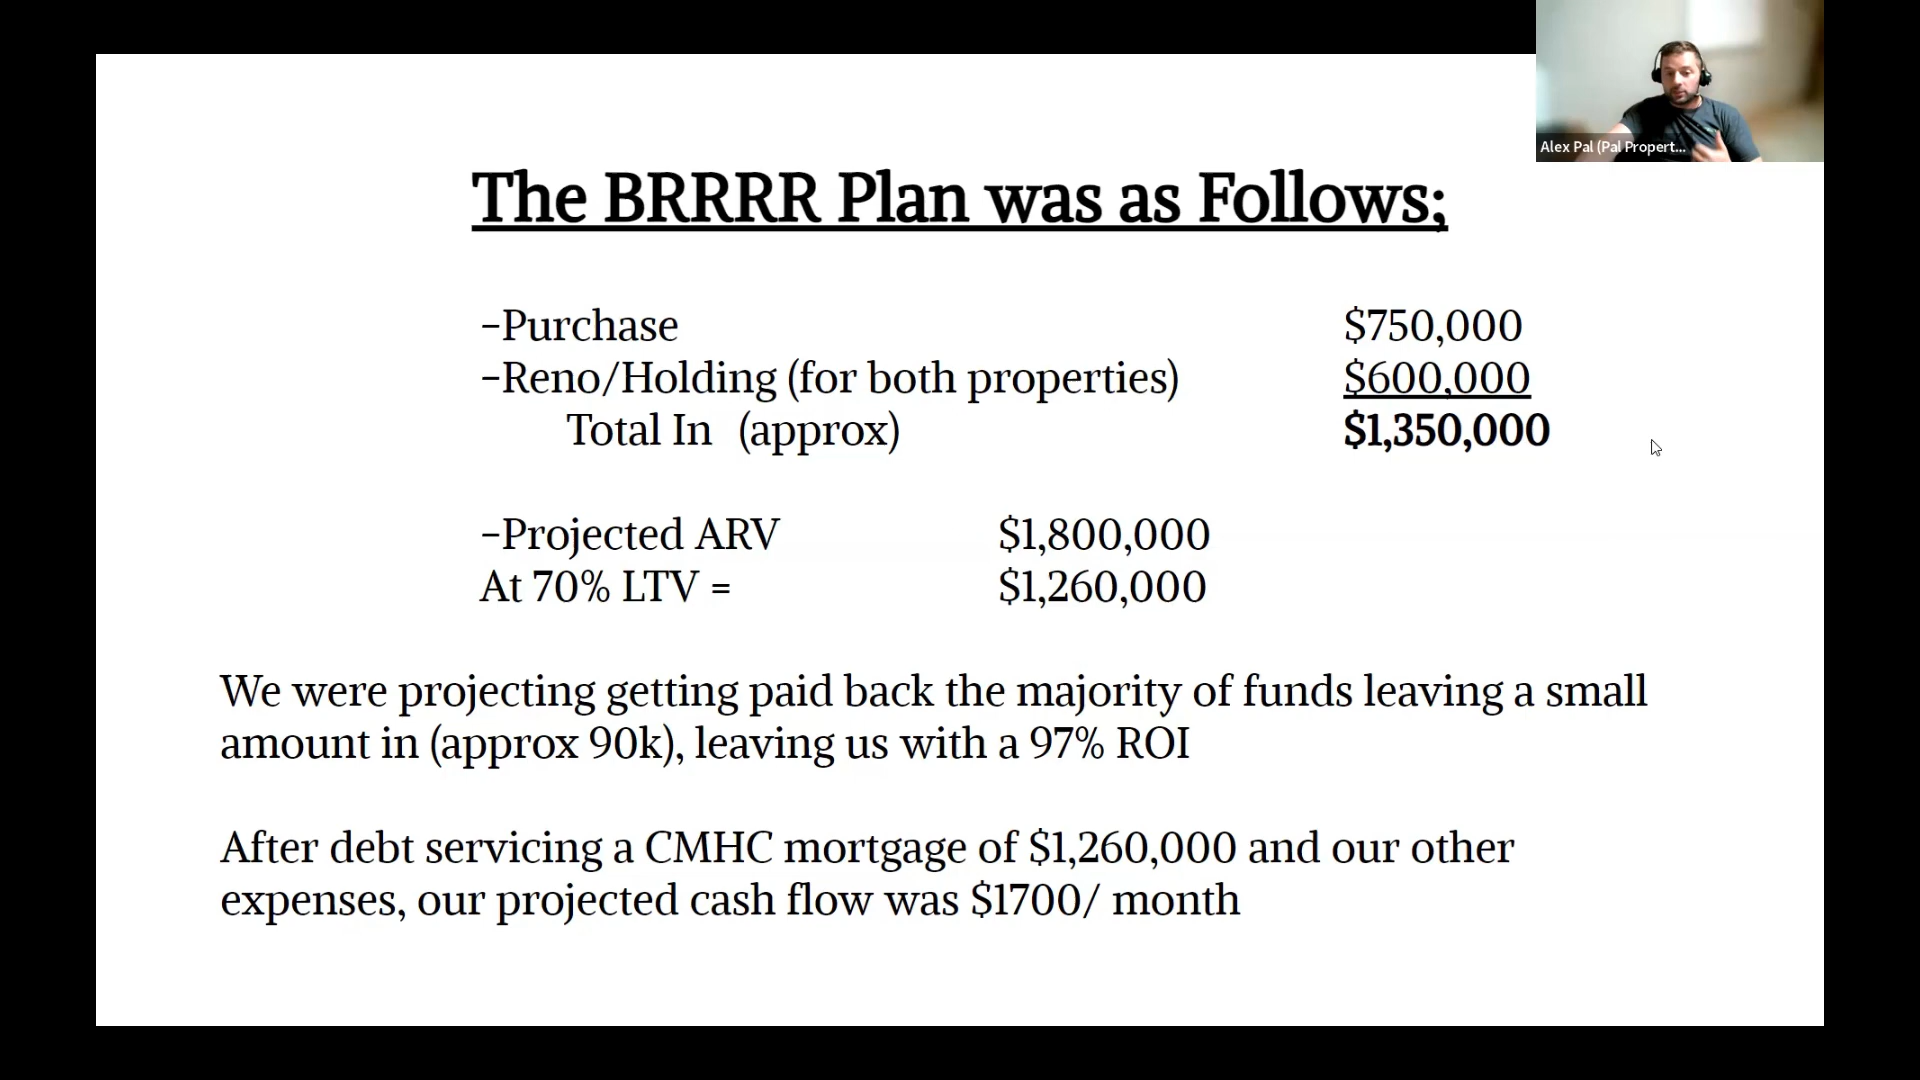 Alex Pal (Pal Propert...
The BRRRR Plan was as Follows;
-Purchase $750,000
-Reno/Holding (for both properties) $600,000
Total In (approx) $1,350,000
-Projected ARV $1,800,000
At 70% LTV = $1,260,000
We were projecting getting paid back the majority of funds leaving a small
amount in (approx 90k), leaving us with a 97% ROI
After debt servicing a CMHC mortgage of $1,260,000 and our other
expenses, our projected cash flow was $1700/ month